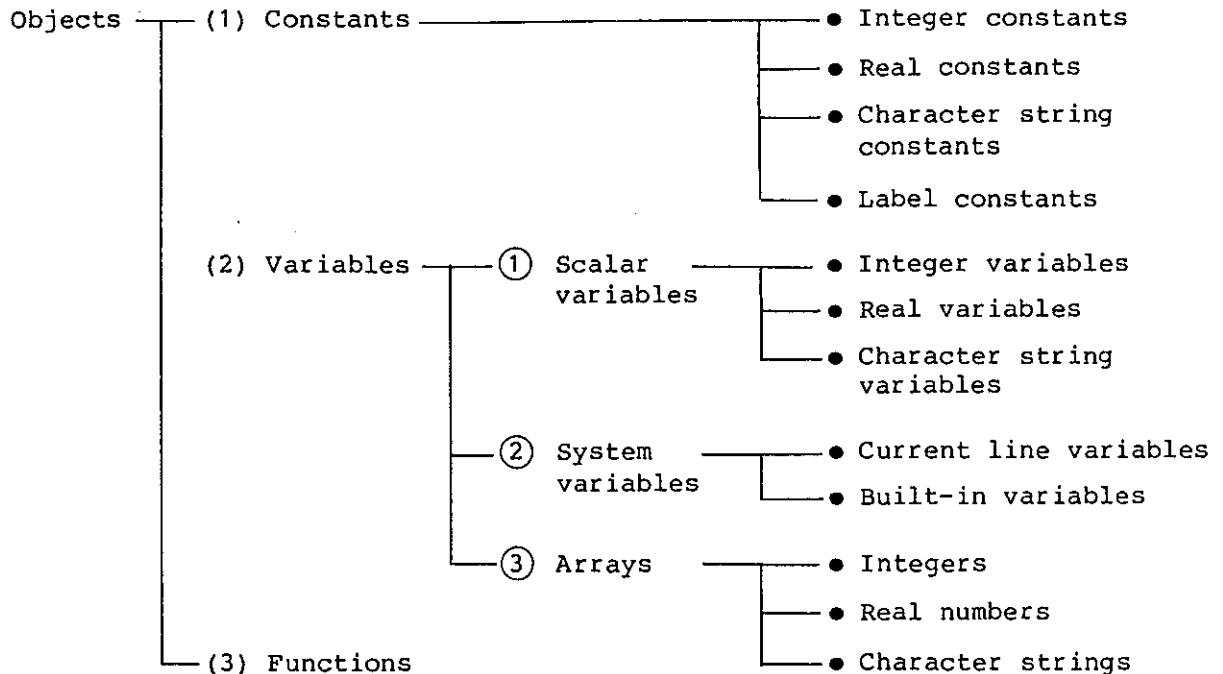 Objects (1) Constants ● Integer constants
● Real constants
● Character string
constants
● Label constants
(2) Variables ① Scalar ● Integer variables
variables
● Real variables
● Character string
variables
② System ● Current line variables
variables
● Built-in variables
③ Arrays ● Integers
● Real numbers
(3) Functions ● Character strings